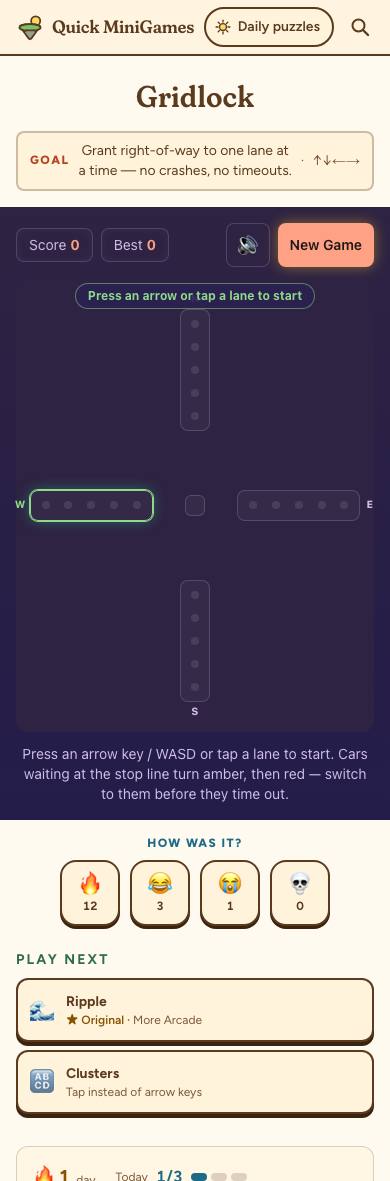 Quick MiniGames
Daily puzzles
Gridlock
GOAL
Grant right-of-way to one lane at
a time — no crashes, no timeouts.
· ↑↓←→
Score 0
Best 0
New Game
Press an arrow or tap a lane to start
W
E
S
Press an arrow key / WASD or tap a lane to start. Cars
waiting at the stop line turn amber, then red — switch
to them before they time out.
HOW WAS IT?
12
3
1
0
PLAY NEXT
Ripple
★ Original · More Arcade
Clusters
Tap instead of arrow keys
1 day
Today 1/3